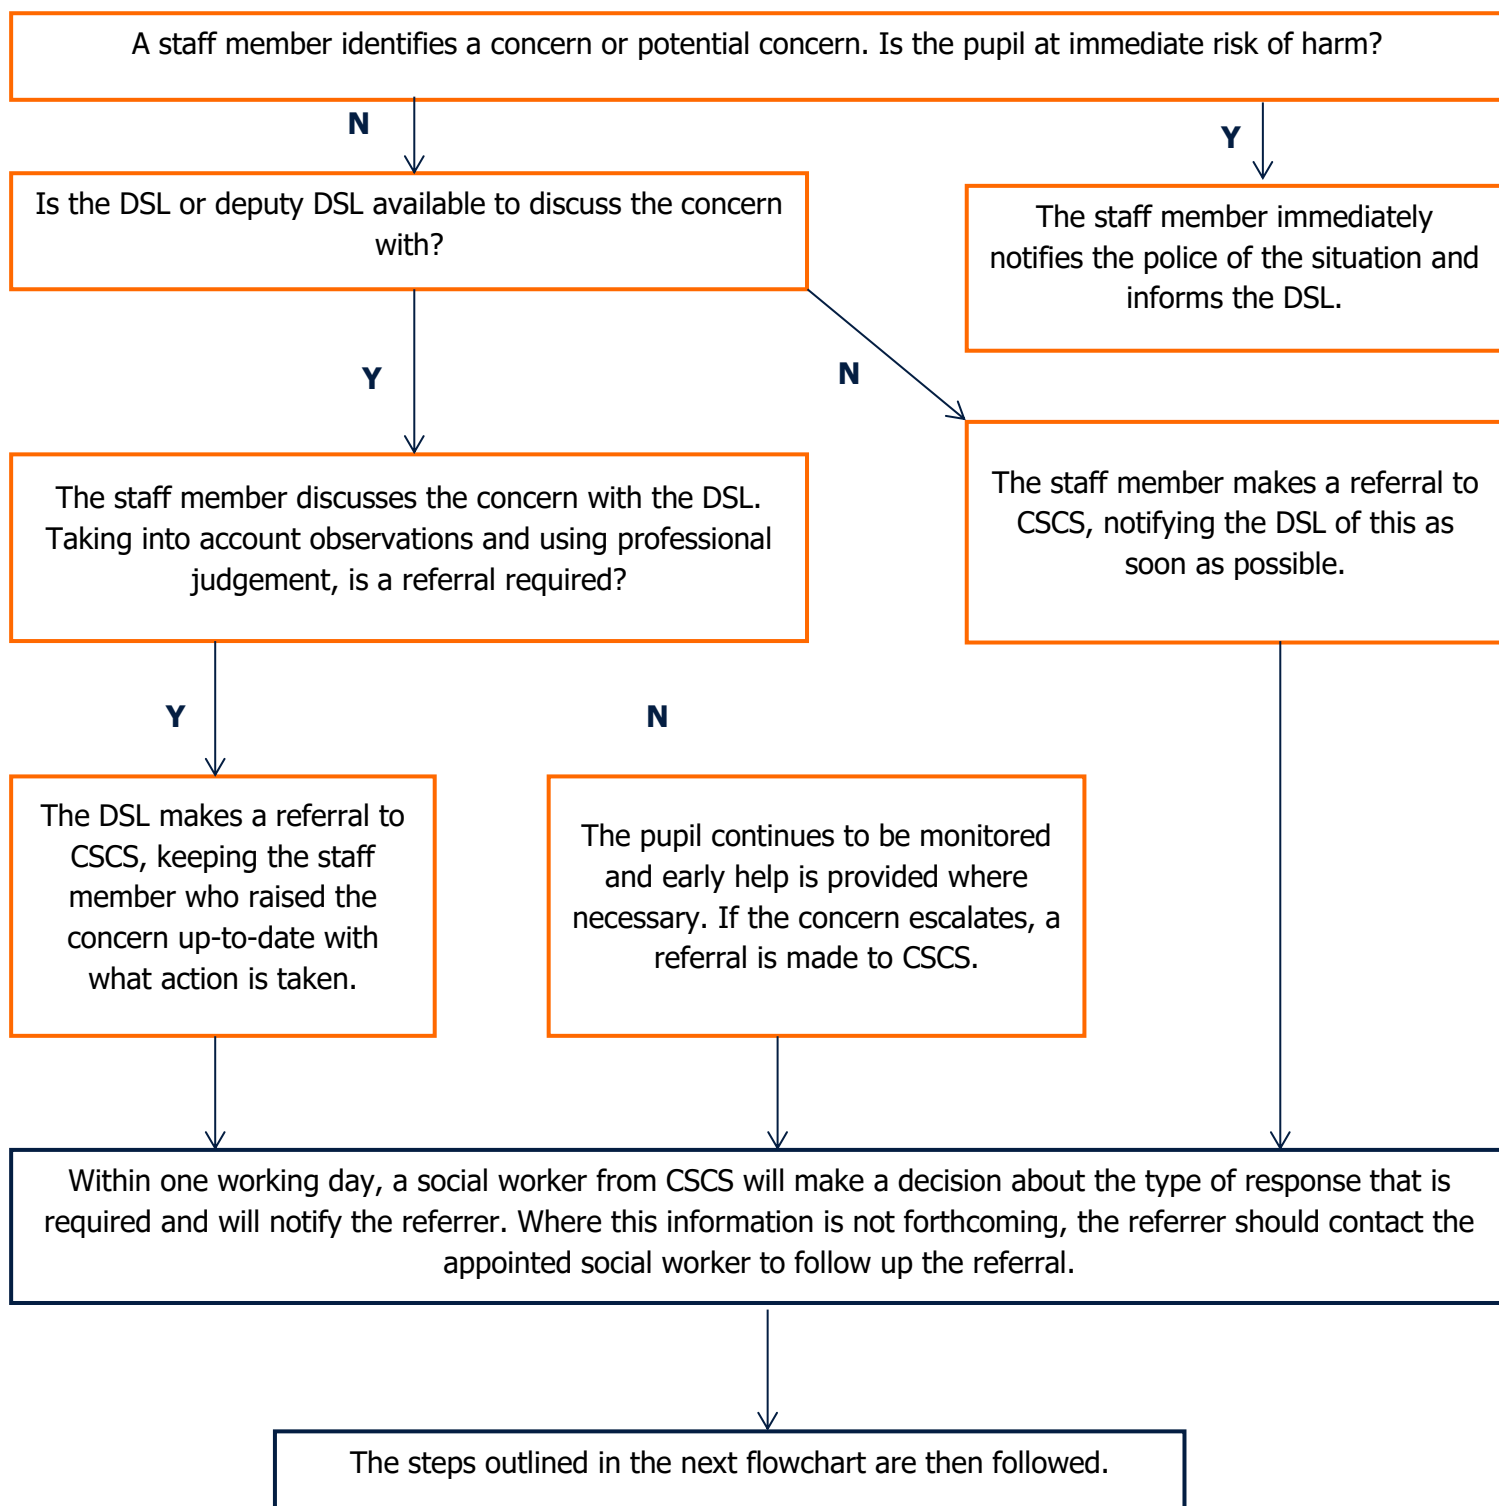 A staff member identifies a concern or potential concern. Is the pupil at immediate risk of harm?
N
Y
Is the DSL or deputy DSL available to discuss the concern
with?
The staff member immediately
notifies the police of the situation and
informs the DSL.
Y
N
The staff member discusses the concern with the DSL.
Taking into account observations and using professional
judgement, is a referral required?
The staff member makes a referral to
CSCS, notifying the DSL of this as
soon as possible.
Y
N
The DSL makes a referral to
CSCS, keeping the staff
member who raised the
concern up-to-date with
what action is taken.
The pupil continues to be monitored
and early help is provided where
necessary. If the concern escalates, a
referral is made to CSCS.
Within one working day, a social worker from CSCS will make a decision about the type of response that is
required and will notify the referrer. Where this information is not forthcoming, the referrer should contact the
appointed social worker to follow up the referral.
The steps outlined in the next flowchart are then followed.